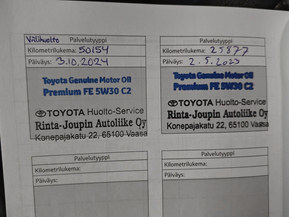 Välihuolto Palvelutyyppi
Kilometrilukema: 50154
Päiväys: 3.10.2024
Toyota Genuine Motor Oil
Premium FE 5W30 C2
TOYOTA Huolto-Service
Rinta-Joupin Autoliike Oy
Konepajakatu 22, 65100 Vaasa
Palvelutyyppi
Kilometrilukema:
Päiväys:
Palvelutyyppi
Kilometrilukema: 25877
Päiväys: 2.5.2023
Toyota Genuine Motor Oil
Premium FE 5W30 C2
TOYOTA Huolto-Service
Rinta-Joupin Autoliike Oy
Konepajakatu 22, 65100 Vaasa
Palvelutyyppi
Kilometrilukema:
Päiväys: